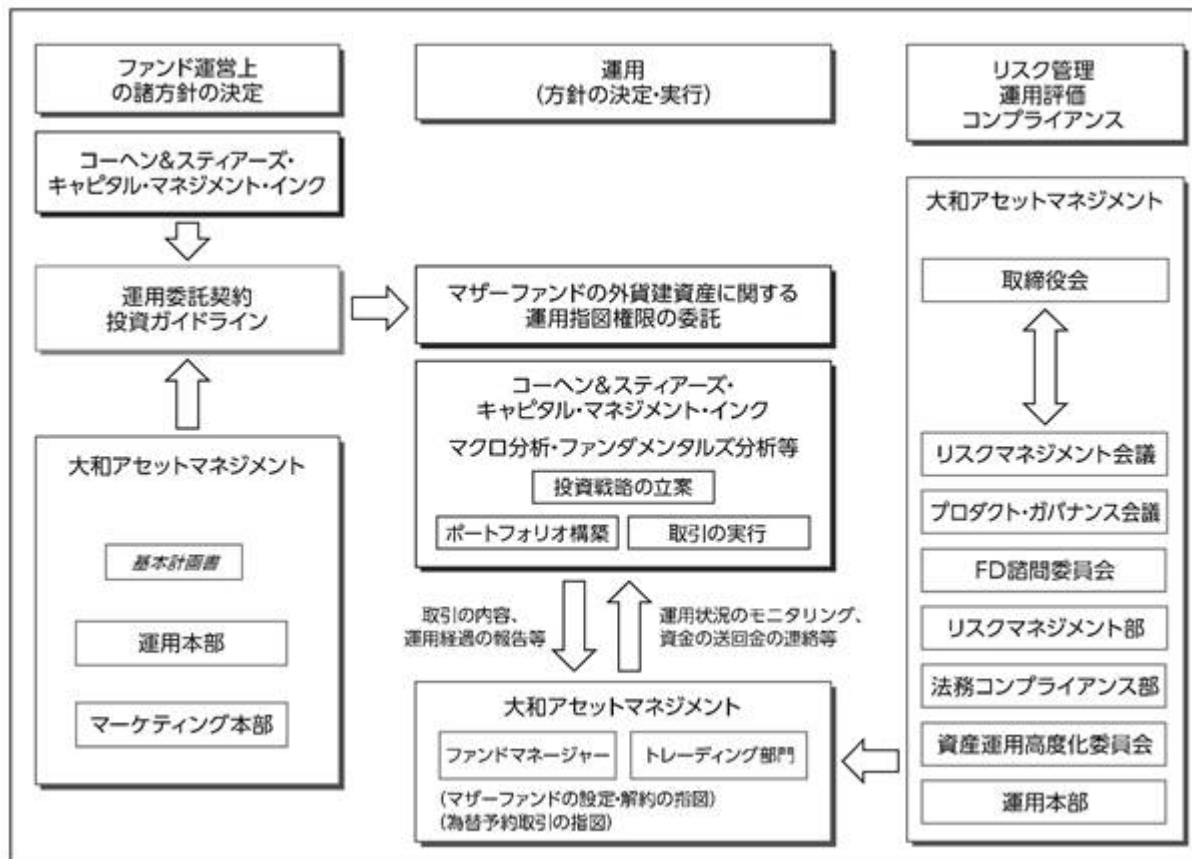 ファンド運営上
の諸方針の決定
コーヘン&スティアーズ・
キャピタル・マネジメント・インク
運用委託契約
投資ガイドライン
大和アセットマネジメント
基本計画書
運用本部
マーケティング本部
運用
(方針の決定・実行)
マザーファンドの外貨建資産に関する
運用指図権限の委託
コーヘン&スティアーズ・
キャピタル・マネジメント・インク
マクロ分析・ファンダメンタルズ分析等
投資戦略の立案
ポートフォリオ構築
取引の実行
取引の内容、
運用経過の報告等
運用状況のモニタリング、
資金の送回金の連絡等
大和アセットマネジメント
ファンドマネージャー
トレーディング部門
(マザーファンドの設定・解約の指図)
(為替予約取引の指図)
リスク管理
運用評価
コンプライアンス
大和アセットマネジメント
取締役会
リスクマネジメント会議
プロダクト・ガバナンス会議
FD諮問委員会
リスクマネジメント部
法務コンプライアンス部
資産運用高度化委員会
運用本部